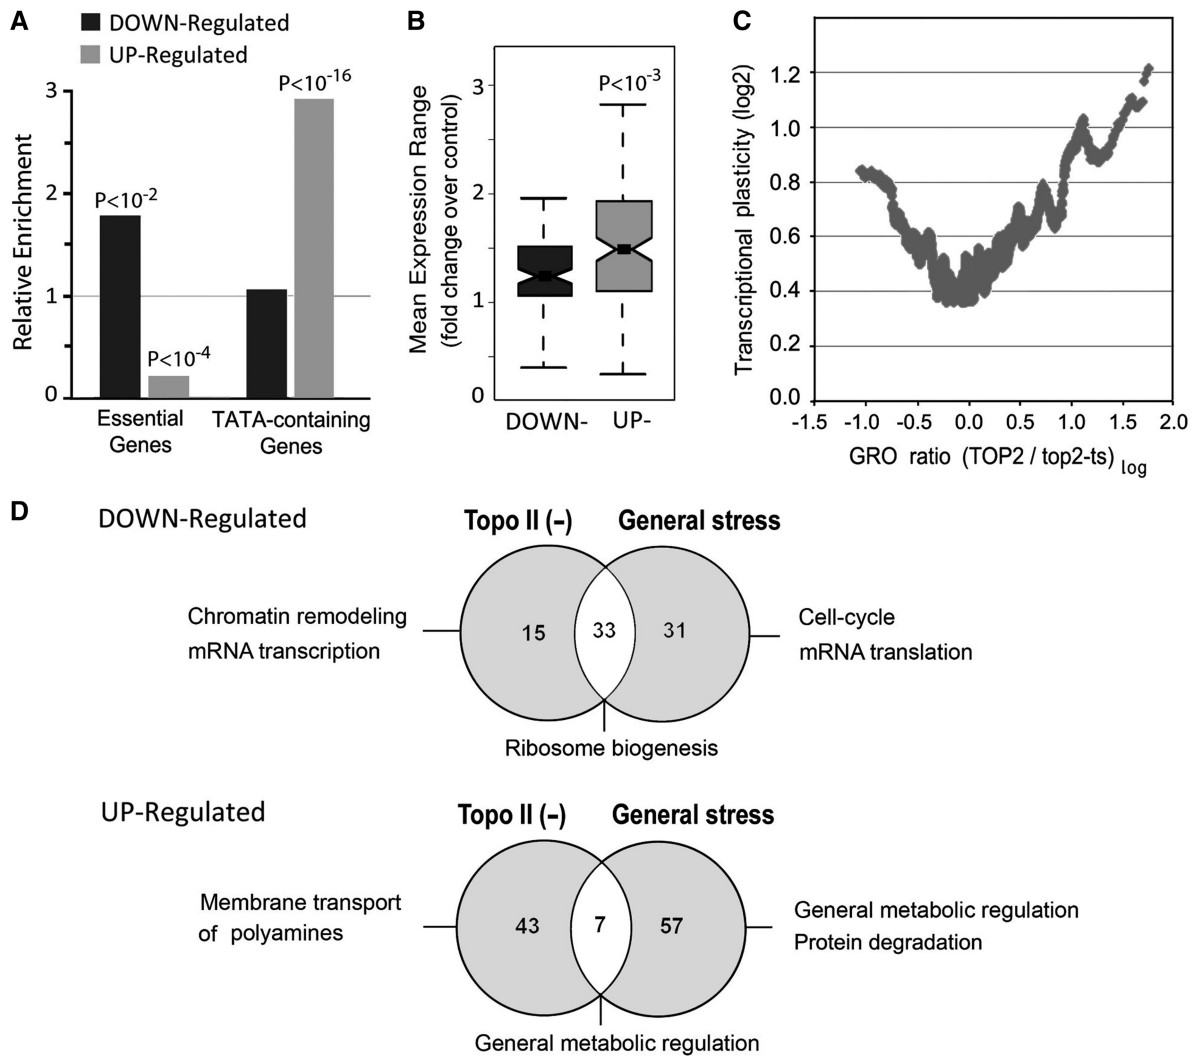 A
DOWN-Regulated
UP-Regulated
Relative Enrichment
3
2
1
0
P<10-2
P<10-4
P<10-16
Essential
Genes
TATA-containing
Genes
B
Mean Expression Range
(fold change over control)
3
2
1
0
P<10-3
DOWN-
UP-
C
Transcriptional plasticity (log2)
1.2
1.0
0.8
0.6
0.4
0.2
0.0
-1.5 -1.0 -0.5 0.0 0.5 1.0 1.5 2.0
GRO ratio (TOP2 / top2-ts) log
D
DOWN-Regulated
Topo II (–) General stress
Chromatin remodeling
mRNA transcription
15 33 31
Cell-cycle
mRNA translation
Ribosome biogenesis
UP-Regulated
Topo II (–) General stress
Membrane transport
of polyamines
43 7 57
General metabolic regulation
Protein degradation
General metabolic regulation